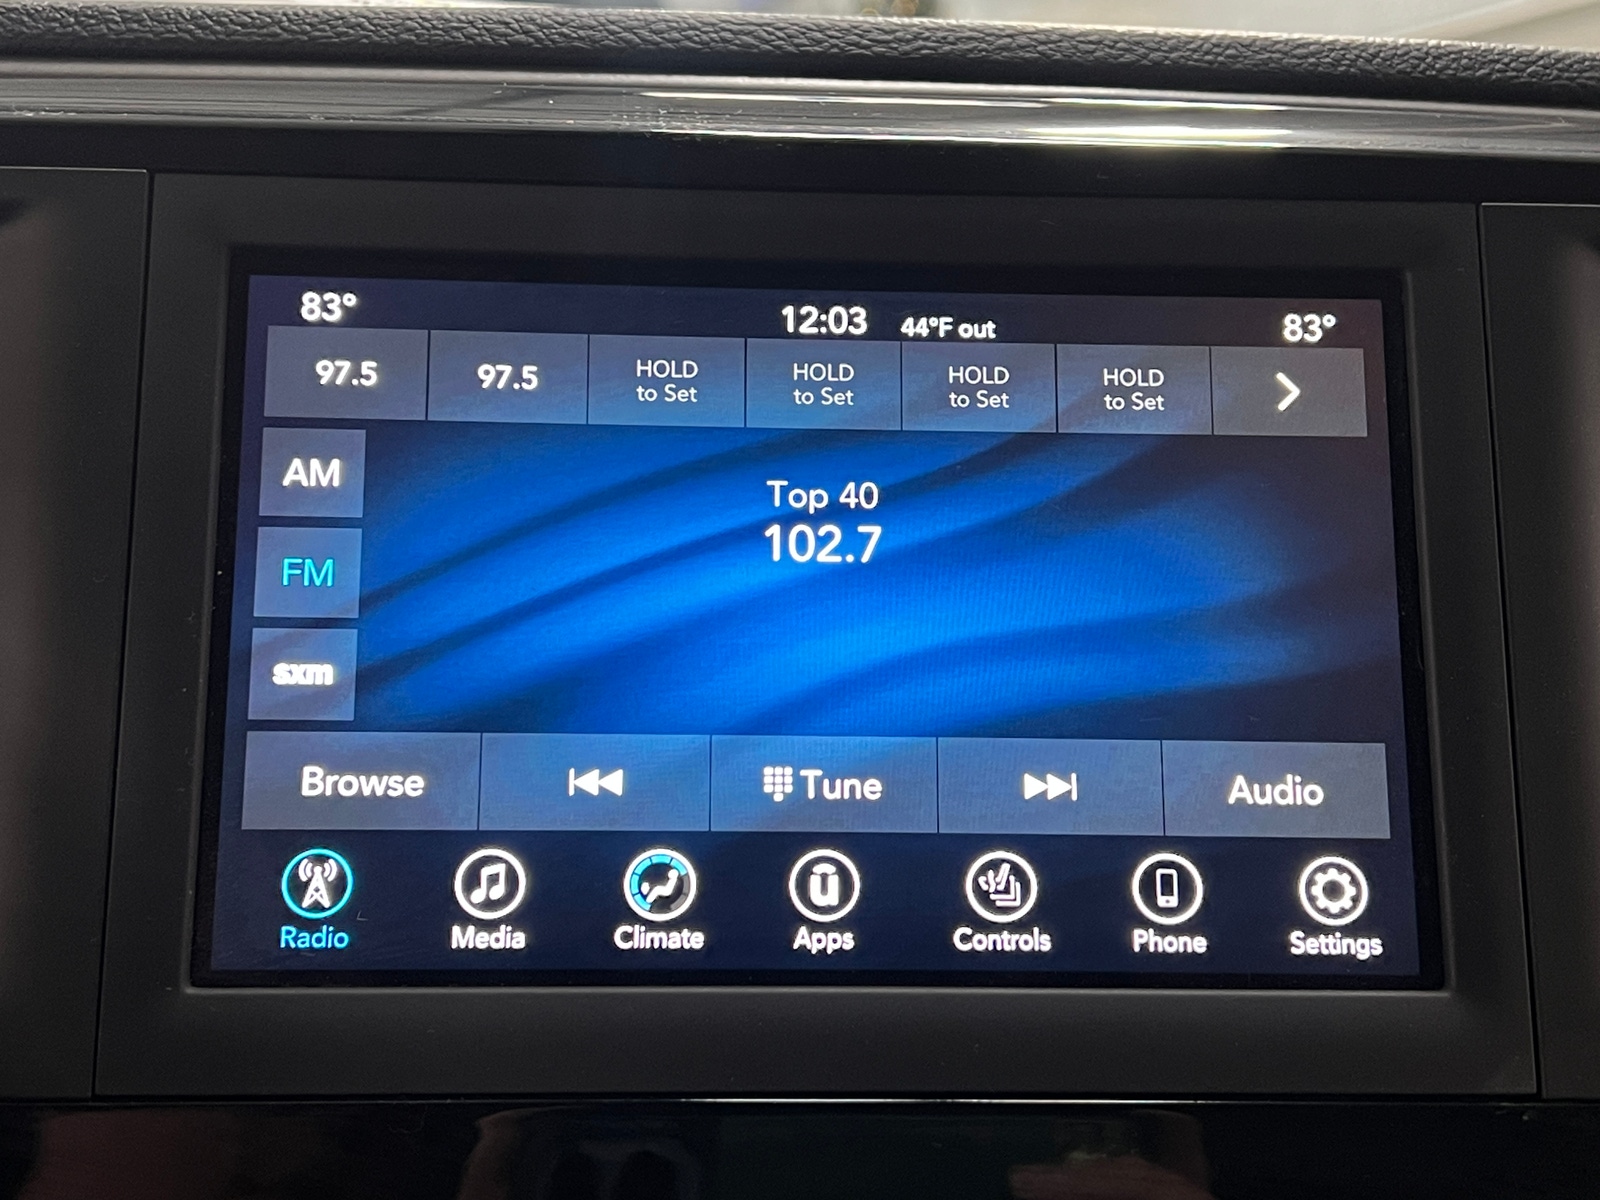 83° 12:03 44°F out 83°
97.5 97.5 HOLD to Set HOLD to Set HOLD to Set HOLD to Set
AM
Top 40
102.7
FM
sxm
Browse Tune Audio
Radio Media Climate Apps Controls Phone Settings